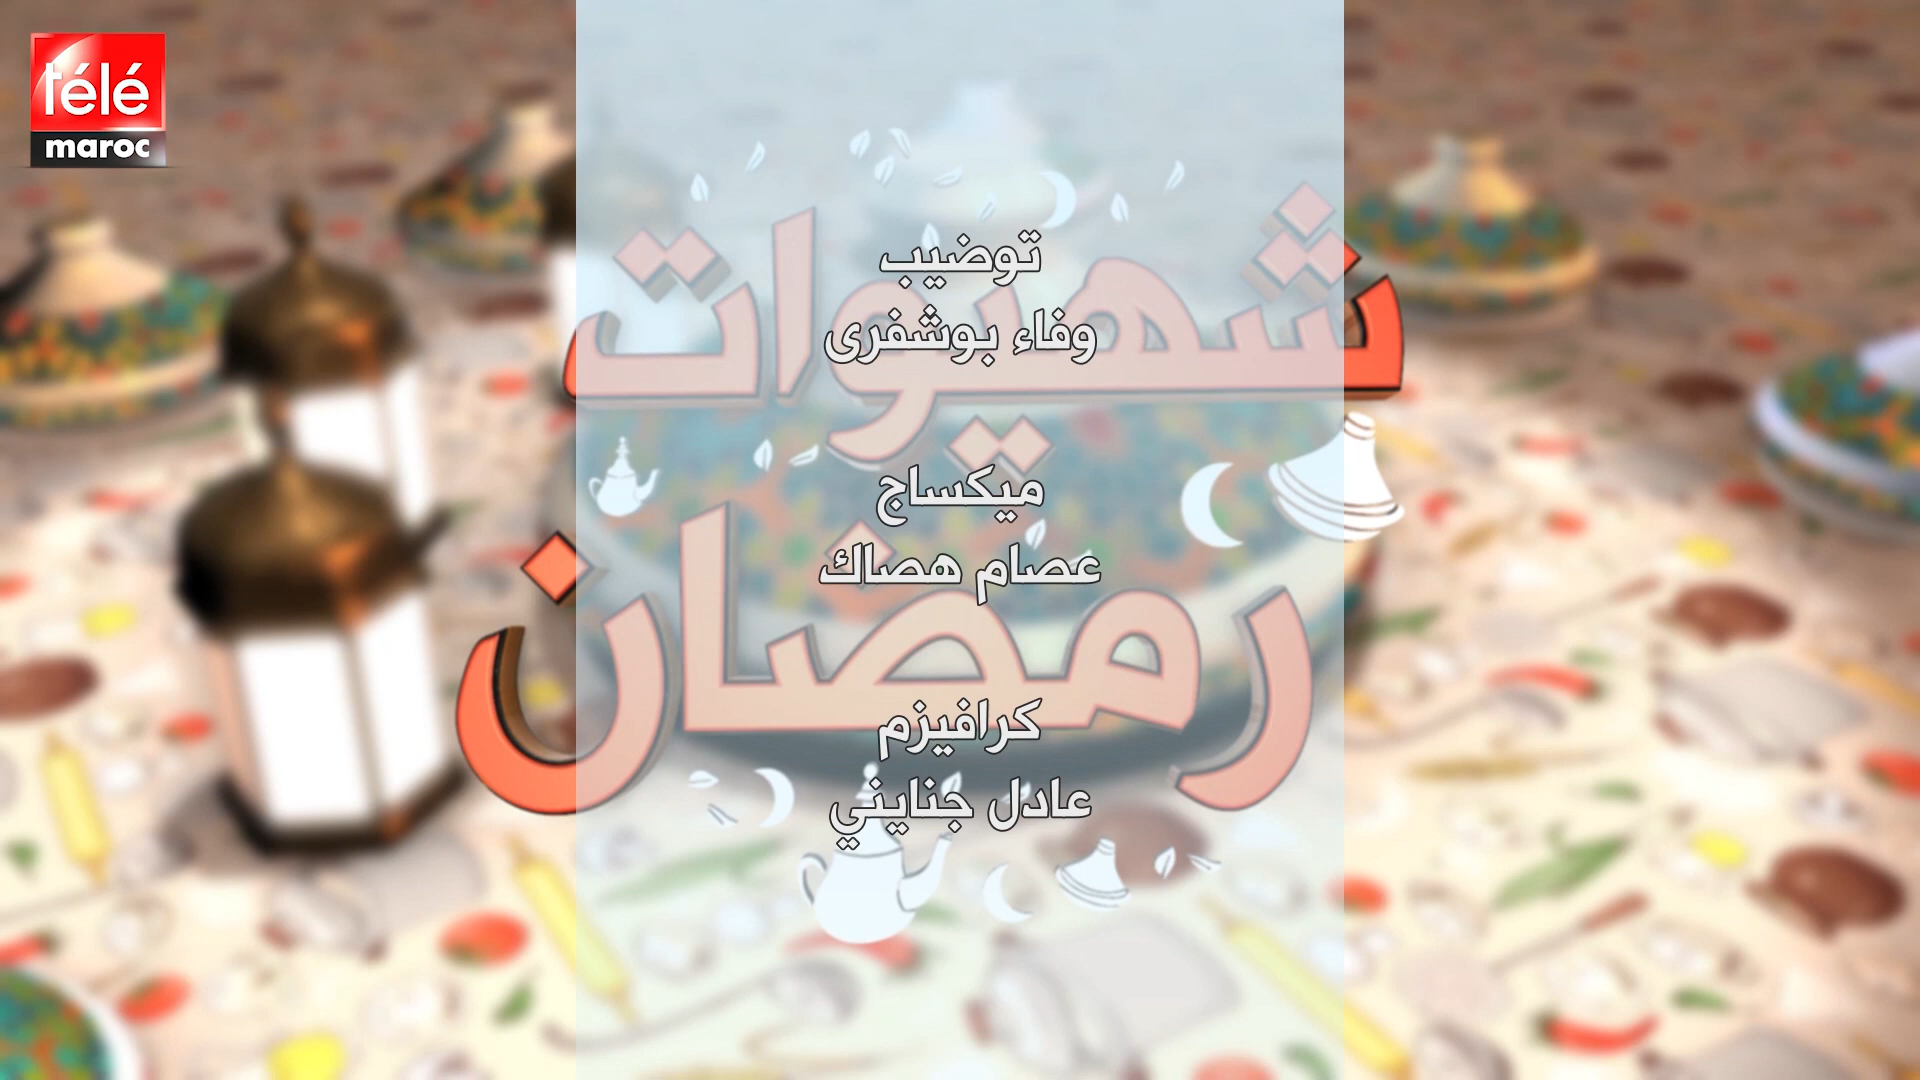 télé
maroc
شهيوات
رمضان
توضيب
وفاء بوشفرى
ميكساج
عصام هصاك
كرافيزم
عادل جنايني